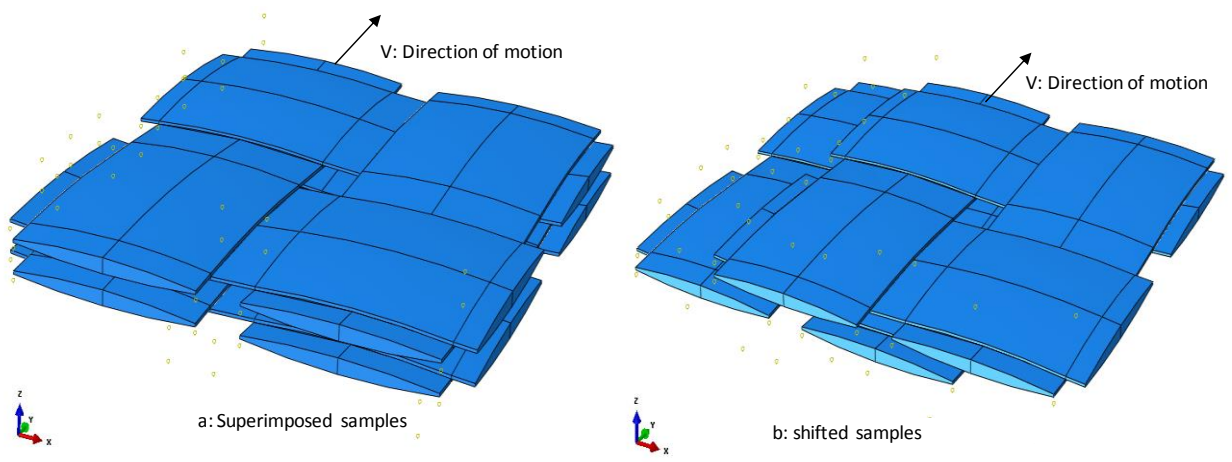 V: Direction of motion
V: Direction of motion
Z
Y
X
a: Superimposed samples
Z
Y
X
b: shifted samples